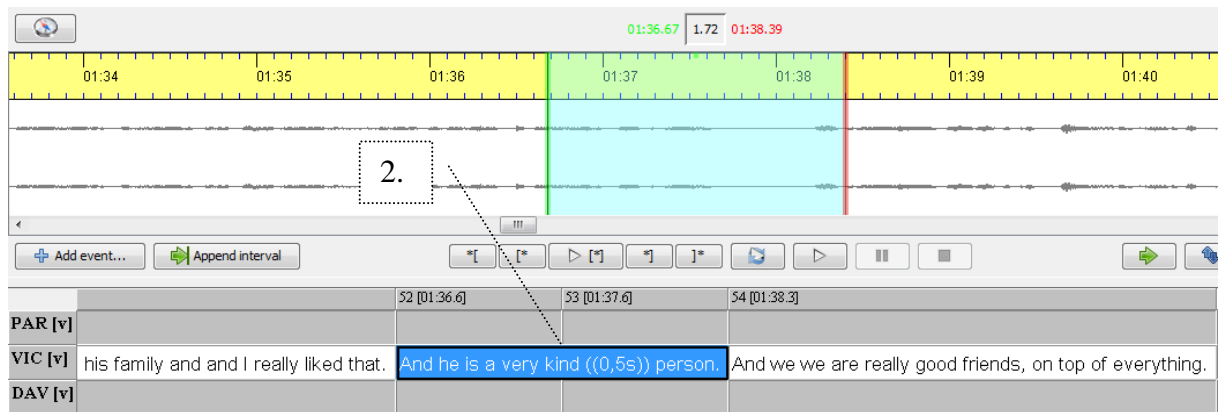 01:36.67 1.72 01:38.39
01:34 01:35 01:36 01:37 01:38 01:39 01:40
2.
Add event... Append interval *[ [* [*] *] ]*
52 [01:36.6] 53 [01:37.6] 54 [01:38.3]
PAR [v]
VIC [v] his family and and I really liked that. And he is a very kind ((0,5s)) person. And we we are really good friends, on top of everything.
DAV [v]